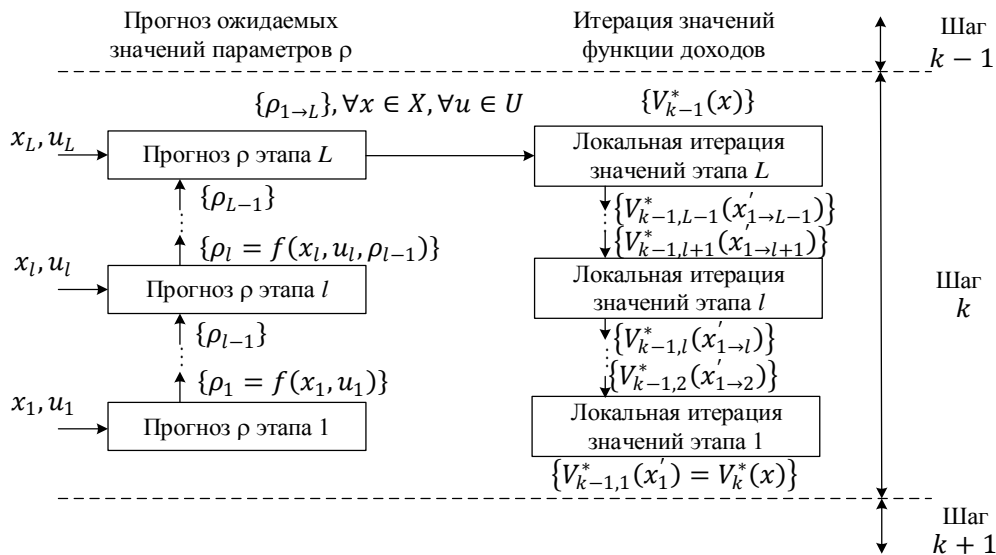 Прогноз ожидаемых
значений параметров ρ
Итерация значений
функции доходов
Шаг
k − 1
{ρ_{1→L}}, ∀x ∈ X, ∀u ∈ U
{V*_{k−1}(x)}
x_L, u_L
Прогноз ρ этапа L
Локальная итерация
значений этапа L
{ρ_{L−1}}
{V*_{k−1,L−1}(x'_{1→L−1})}
{ρ_l = f(x_l, u_l, ρ_{l−1})}
{V*_{k−1,l+1}(x'_{1→l+1})}
x_l, u_l
Прогноз ρ этапа l
Локальная итерация
значений этапа l
Шаг
k
{ρ_{l−1}}
{V*_{k−1,l}(x'_{1→l})}
{ρ_1 = f(x_1, u_1)}
{V*_{k−1,2}(x'_{1→2})}
x_1, u_1
Прогноз ρ этапа 1
Локальная итерация
значений этапа 1
{V*_{k−1,1}(x'_1) = V*_k(x)}
Шаг
k + 1